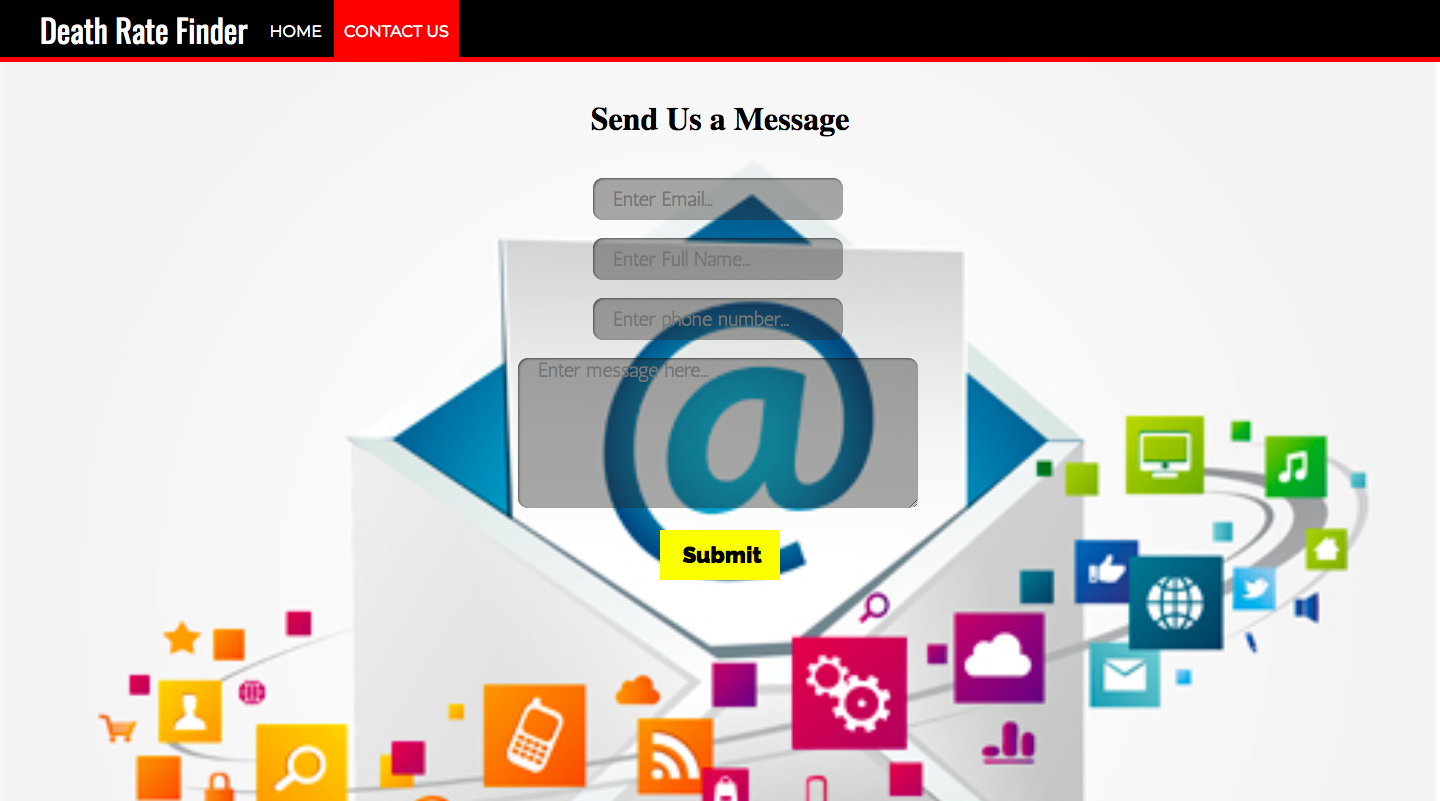 Death Rate Finder HOME CONTACT US
Send Us a Message
Enter Email...
Enter Full Name...
Enter phone number...
Enter message here...
@
Submit